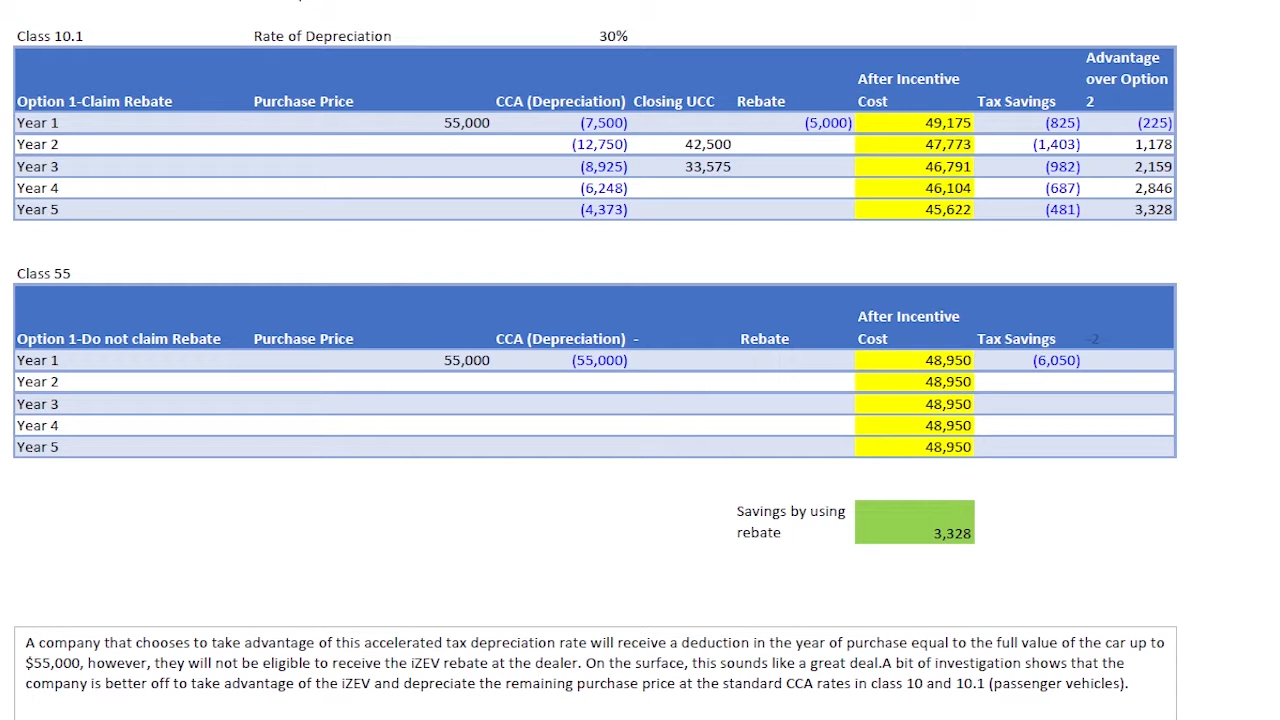 Class 10.1 Rate of Depreciation 30%
Advantage
After Incentive over Option
Option 1-Claim Rebate Purchase Price CCA (Depreciation) Closing UCC Rebate Cost Tax Savings 2
Year 1 55,000 (7,500) (5,000) 49,175 (825) (225)
Year 2 (12,750) 42,500 47,773 (1,403) 1,178
Year 3 (8,925) 33,575 46,791 (982) 2,159
Year 4 (6,248) 46,104 (687) 2,846
Year 5 (4,373) 45,622 (481) 3,328
Class 55
After Incentive
Option 1-Do not claim Rebate Purchase Price CCA (Depreciation) - Rebate Cost Tax Savings -2
Year 1 55,000 (55,000) 48,950 (6,050)
Year 2 48,950
Year 3 48,950
Year 4 48,950
Year 5 48,950
Savings by using
rebate 3,328
A company that chooses to take advantage of this accelerated tax depreciation rate will receive a deduction in the year of purchase equal to the full value of the car up to
$55,000, however, they will not be eligible to receive the iZEV rebate at the dealer. On the surface, this sounds like a great deal.A bit of investigation shows that the
company is better off to take advantage of the iZEV and depreciate the remaining purchase price at the standard CCA rates in class 10 and 10.1 (passenger vehicles).